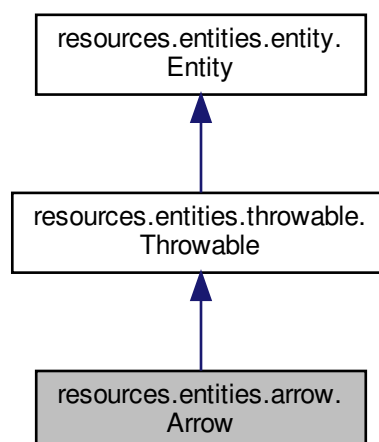 resources.entities.entity.
Entity
resources.entities.throwable.
Throwable
resources.entities.arrow.
Arrow